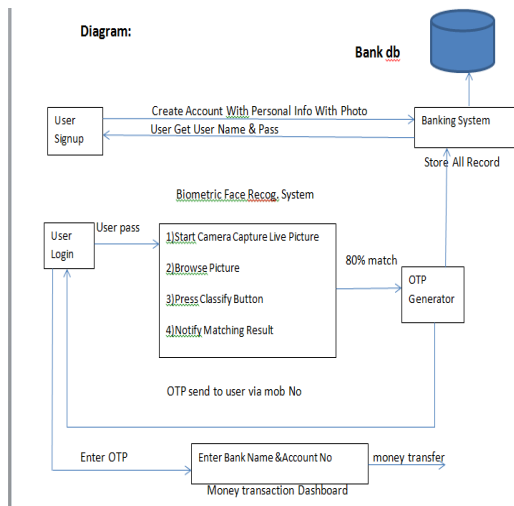 Diagram:
Bank db
Create Account With Personal Info With Photo
User
Signup
User Get User Name & Pass
Banking System
Store All Record
Biometric Face Recog. System
User
Login
User pass
1)Start Camera Capture Live Picture
2)Browse Picture
3)Press Classify Button
4)Notify Matching Result
80% match
OTP
Generator
OTP send to user via mob No
Enter OTP
Enter Bank Name &Account No
money transfer
Money transaction Dashboard